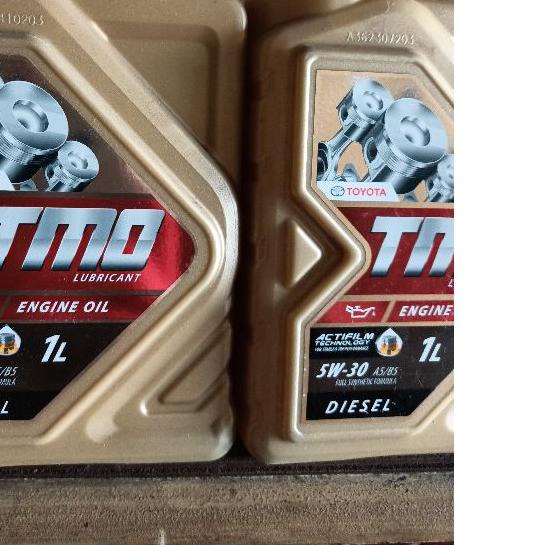 TMO
LUBRICANT
ENGINE OIL
1L
/B5
A362307203
TOYOTA
ENGINE
ACTIFILM
TECHNOLOGY
1L
5W-30 A5/B5
FULL SYNTHETIC FORMULA
DIESEL